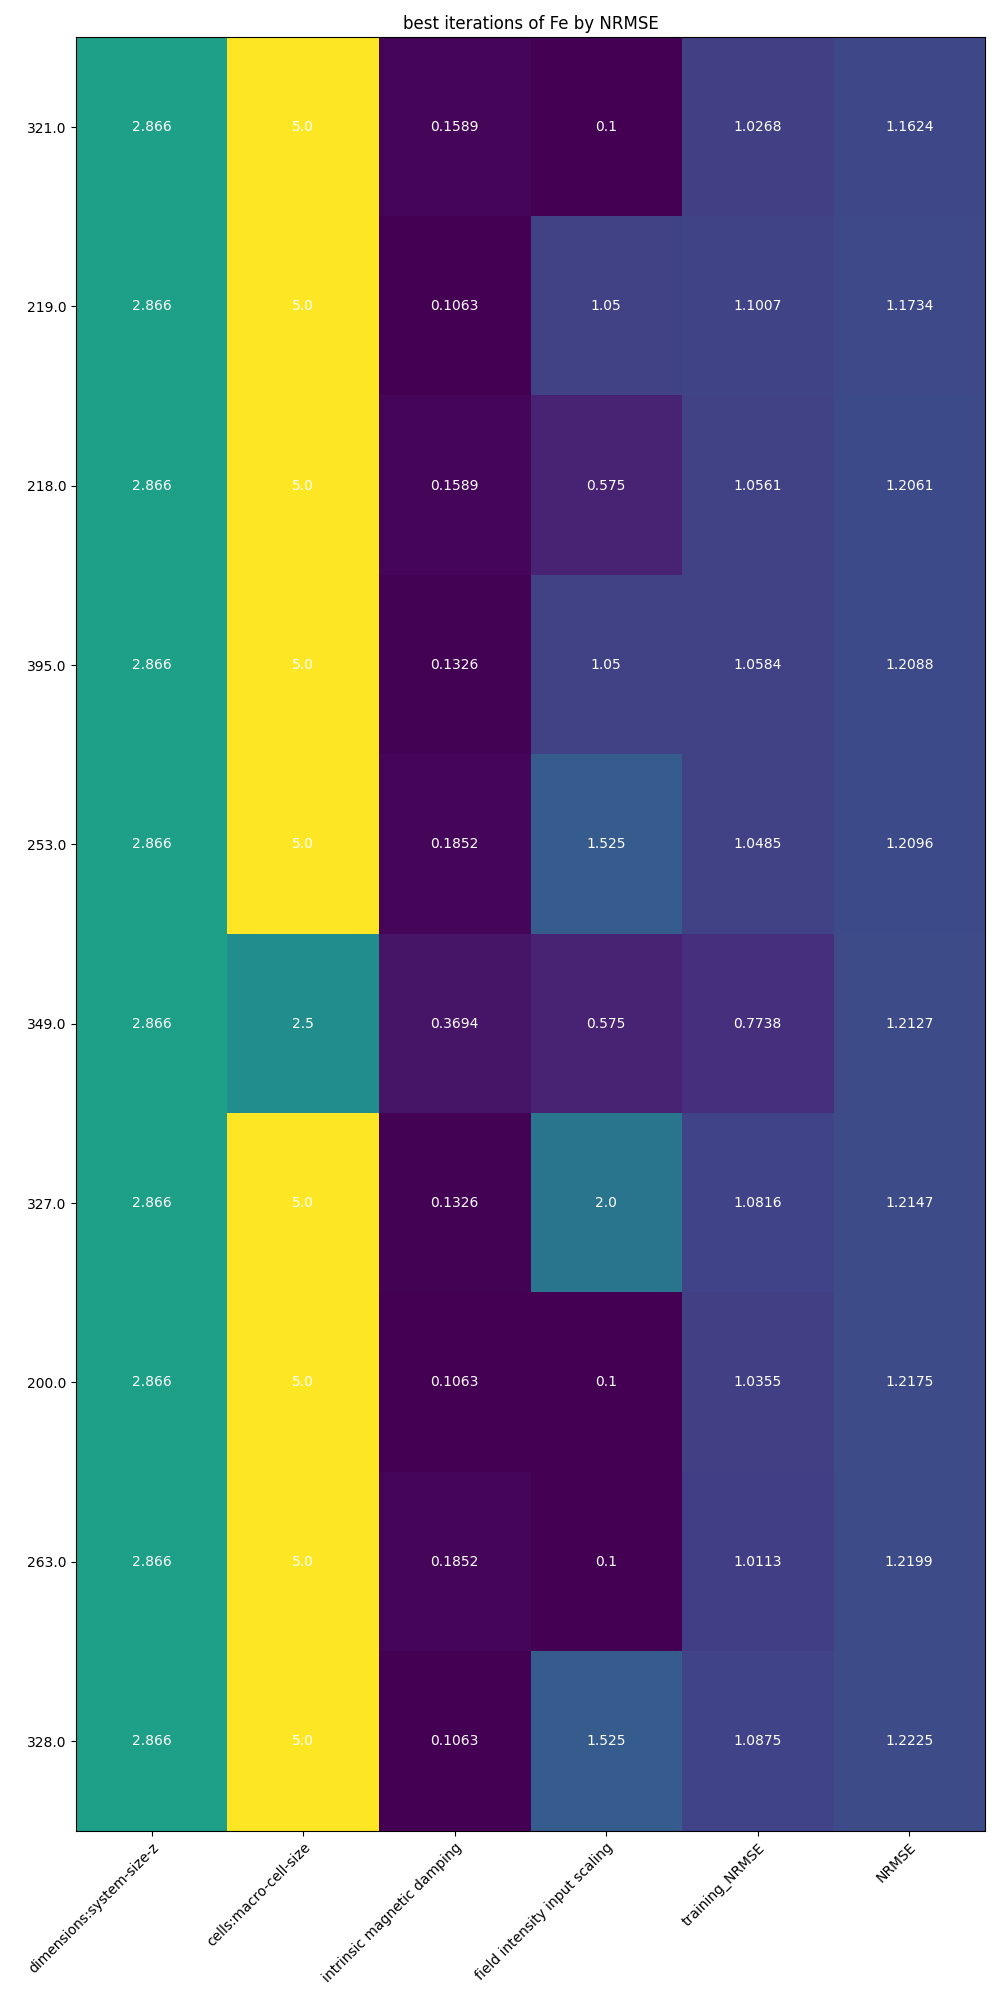 best iterations of Fe by NRMSE
321.0 2.866 5.0 0.1589 0.1 1.0268 1.1624
219.0 2.866 5.0 0.1063 1.05 1.1007 1.1734
218.0 2.866 5.0 0.1589 0.575 1.0561 1.2061
395.0 2.866 5.0 0.1326 1.05 1.0584 1.2088
253.0 2.866 5.0 0.1852 1.525 1.0485 1.2096
349.0 2.866 2.5 0.3694 0.575 0.7738 1.2127
327.0 2.866 5.0 0.1326 2.0 1.0816 1.2147
200.0 2.866 5.0 0.1063 0.1 1.0355 1.2175
263.0 2.866 5.0 0.1852 0.1 1.0113 1.2199
328.0 2.866 5.0 0.1063 1.525 1.0875 1.2225
dimensions:system-size-z
cells:macro-cell-size
intrinsic magnetic damping
field intensity input scaling
training_NRMSE
NRMSE